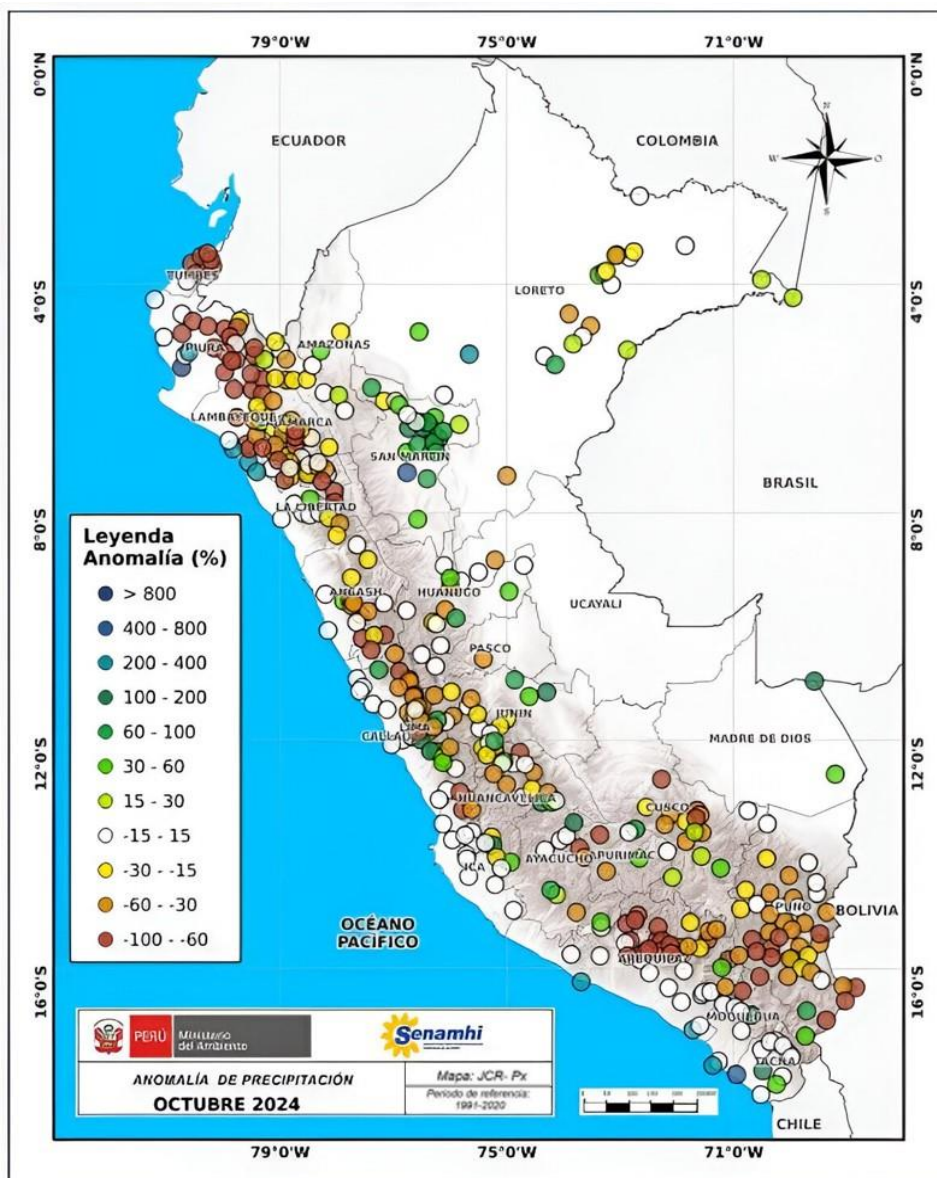 79°0'W 75°0'W 71°0'W
0°0'N 0°0'N
ECUADOR COLOMBIA
N
W O
S
TUMBES
LORETO
4°0'S 4°0'S
PIURA AMAZONAS
LAMBAYEQUE CAJAMARCA
SAN MARTIN
BRASIL
LA LIBERTAD
8°0'S 8°0'S
Leyenda
Anomalía (%)
> 800
400 - 800
200 - 400
100 - 200
60 - 100
30 - 60
15 - 30
-15 - 15
-30 - -15
-60 - -30
-100 - -60
ANCASH HUANUCO
UCAYALI
PASCO
JUNIN
LIMA
CALLAO
MADRE DE DIOS
12°0'S 12°0'S
HUANCAVELICA CUSCO
AYACUCHO APURIMAC
ICA
PUNO BOLIVIA
OCÉANO
PACÍFICO
AREQUIPA
16°0'S 16°0'S
MOQUEGUA
TACNA
CHILE
PERÚ Ministerio
del Ambiente
Senamhi
ANOMALÍA DE PRECIPITACIÓN
OCTUBRE 2024
Mapa: JCR- Px
Periodo de referencia:
1991-2020
79°0'W 75°0'W 71°0'W